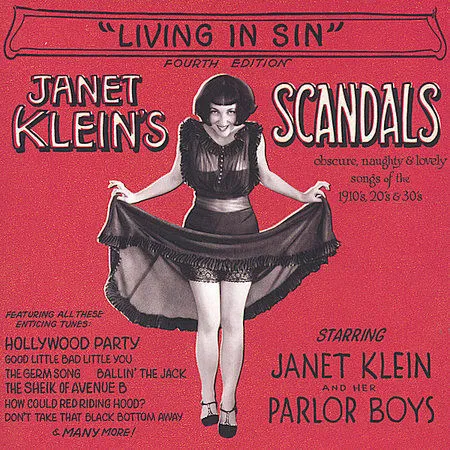 "LIVING IN SIN"
FOURTH EDITION
JANET
KLEIN'S
SCANDALS
obscure, naughty & lovely
songs of the
1910's, 20's & 30's
FEATURING ALL THESE
ENTICING TUNES:
HOLLYWOOD PARTY
GOOD LITTLE BAD LITTLE YOU
THE GERM SONG BALLIN' THE JACK
THE SHEIK OF AVENUE B
HOW COULD RED RIDING HOOD?
DON'T TAKE THAT BLACK BOTTOM AWAY
& MANY MORE!
STARRING
JANET KLEIN
AND HER
PARLOR BOYS